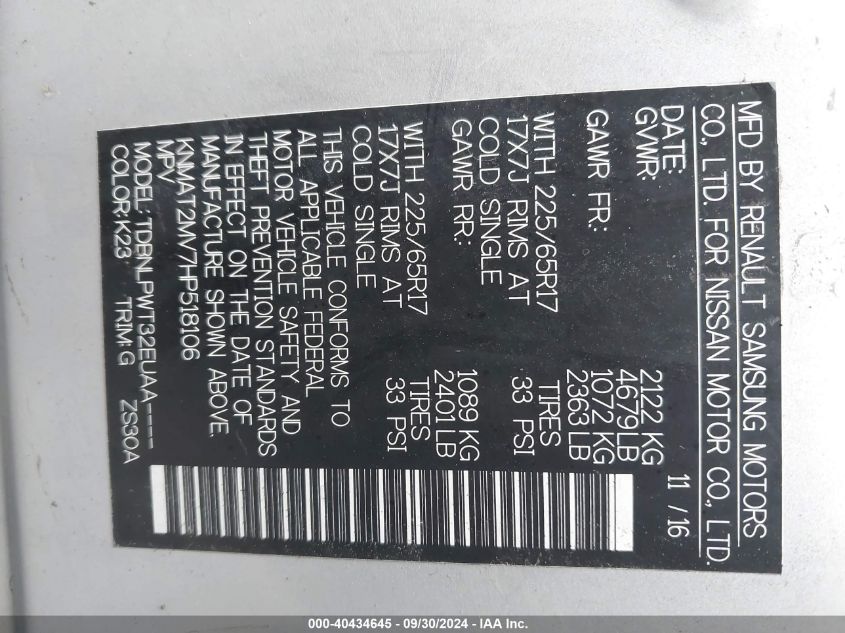 MFD BY RENAULT SAMSUNG MOTORS
CO., LTD. FOR NISSAN MOTOR CO., LTD.
DATE: 11 / 16
GVWR: 2122 KG
4679 LB
GAWR FR: 1072 KG
2363 LB
WITH 225/65R17 TIRES
17X7J RIMS AT 33 PSI
COLD SINGLE
GAWR RR: 1089 KG
2401 LB
WITH 225/65R17 TIRES
17X7J RIMS AT 33 PSI
COLD SINGLE
THIS VEHICLE CONFORMS TO
ALL APPLICABLE FEDERAL
MOTOR VEHICLE SAFETY AND
THEFT PREVENTION STANDARDS
IN EFFECT ON THE DATE OF
MANUFACTURE SHOWN ABOVE.
KNMAT2MV7HP518106
MPV
MODEL: TDBNLPWT32EUAA----
COLOR: K23 TRIM: G ZS30A
000-40434645 - 09/30/2024 - IAA Inc.